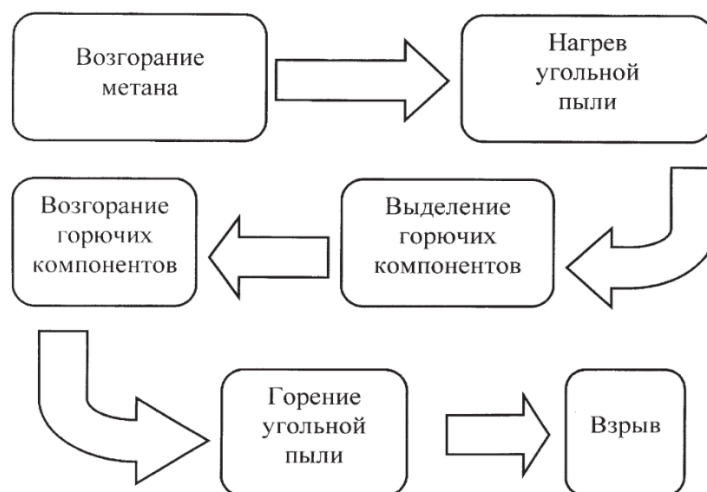 Возгорание
метана
Нагрев
угольной
пыли
Выделение
горючих
компонентов
Возгорание
горючих
компонентов
Горение
угольной
пыли
Взрыв